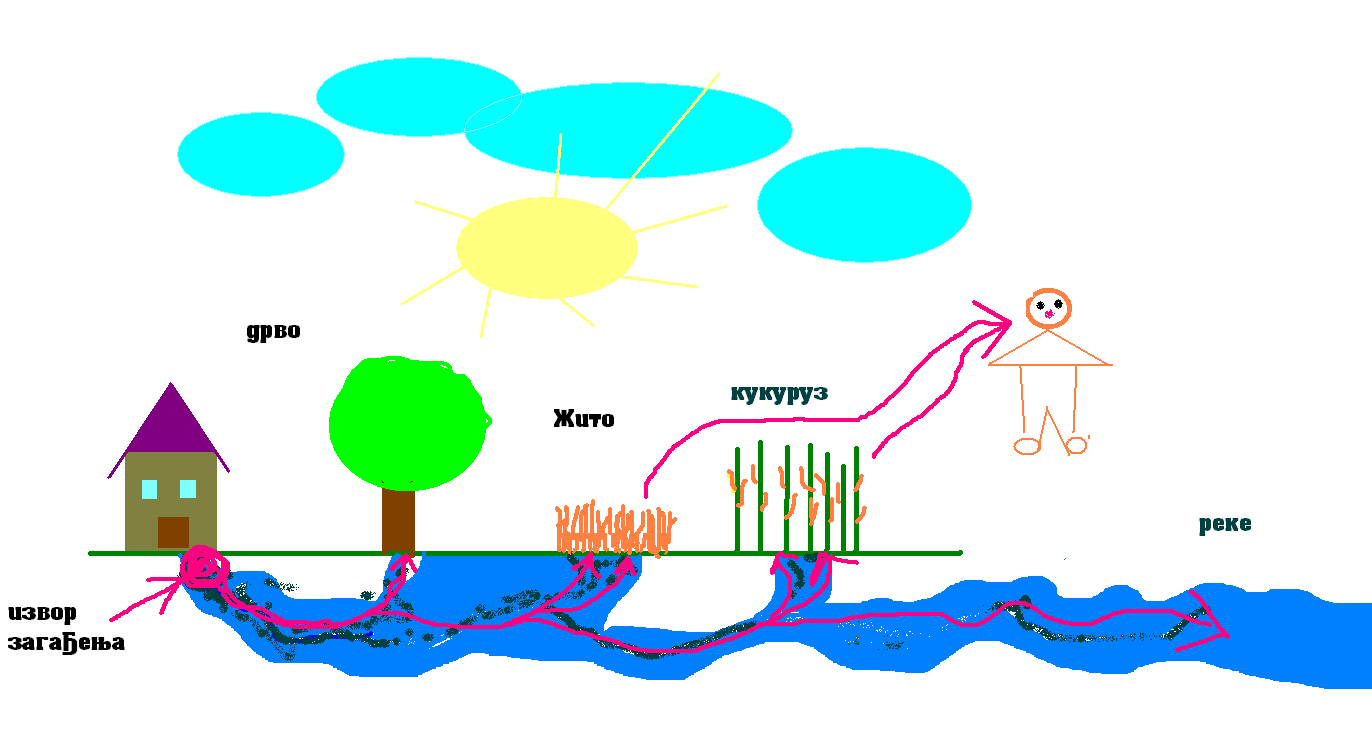 дрво
кукуруз
Жито
реке
извор
загађења